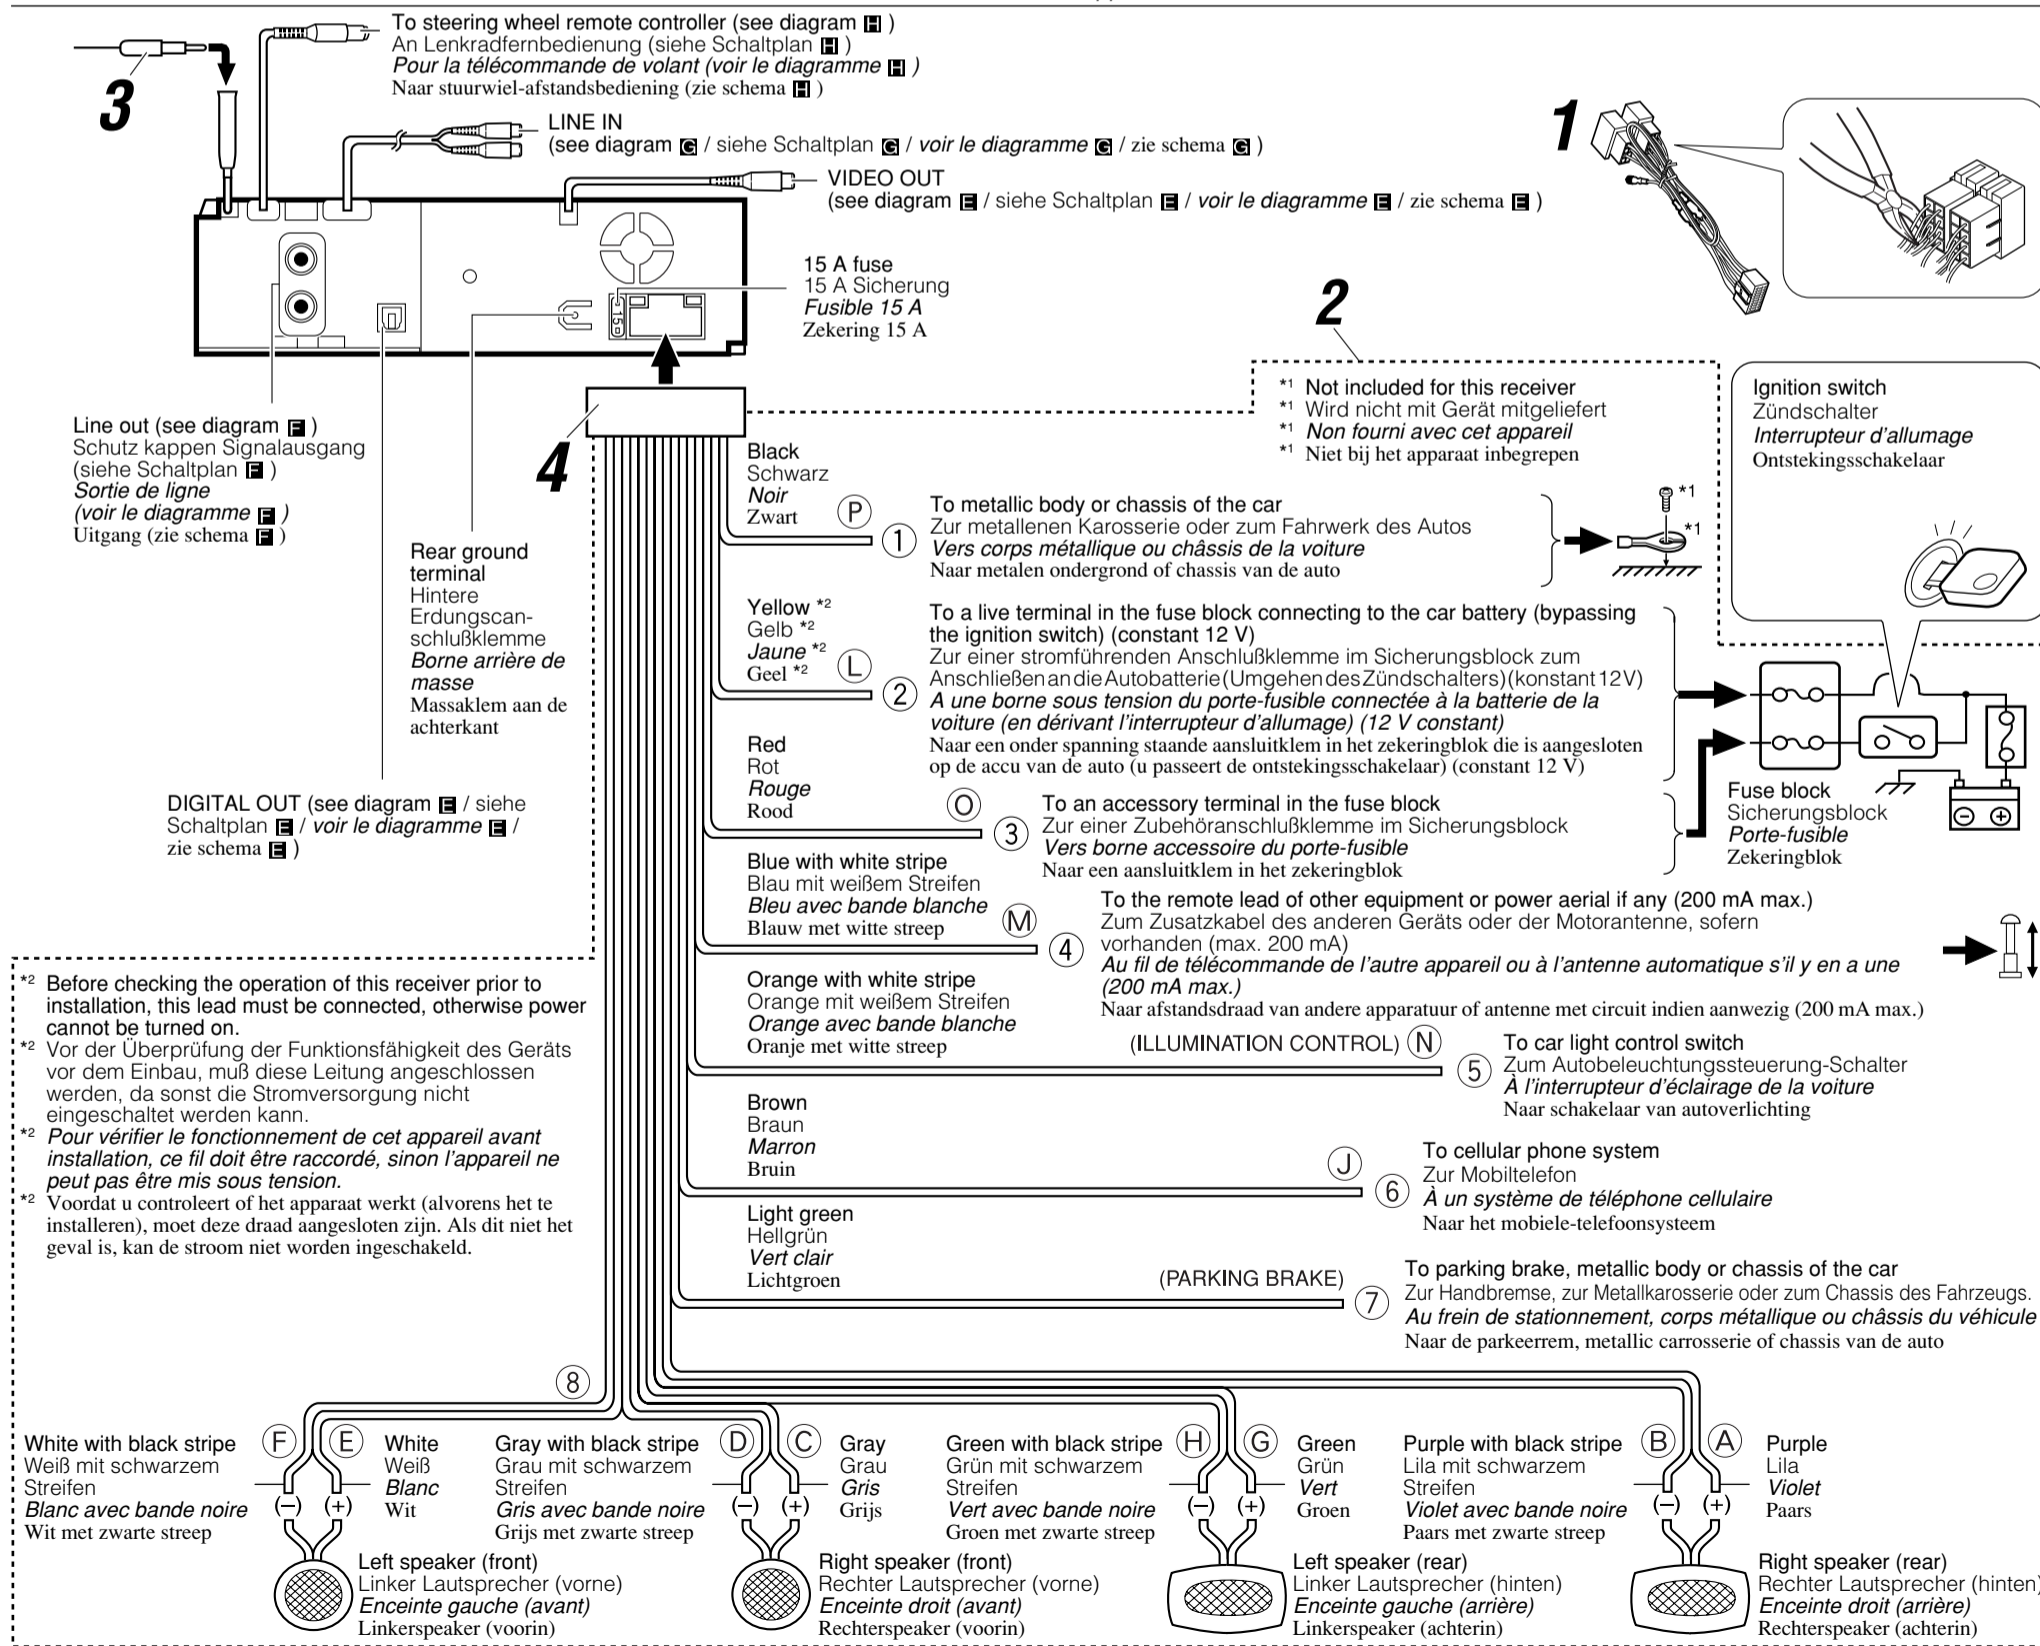 To steering wheel remote controller (see diagram H )
An Lenkradfernbedienung (siehe Schaltplan H )
Pour la télécommande de volant (voir le diagramme H )
Naar stuurwiel-afstandsbediening (zie schema H )
3
LINE IN
(see diagram G / siehe Schaltplan G / voir le diagramme G / zie schema G )
1
VIDEO OUT
(see diagram E / siehe Schaltplan E / voir le diagramme E / zie schema E )
15 A fuse
15 A Sicherung
Fusible 15 A
Zekering 15 A
15
2
*1 Not included for this receiver
*1 Wird nicht mit Gerät mitgeliefert
*1 Non fourni avec cet appareil
*1 Niet bij het apparaat inbegrepen
Ignition switch
Zündschalter
Interrupteur d'allumage
Ontstekingsschakelaar
Line out (see diagram F )
Schutz kappen Signalausgang
(siehe Schaltplan F )
Sortie de ligne
(voir le diagramme F )
Uitgang (zie schema F )
4
Rear ground
terminal
Hintere
Erdungscan-
schlußklemme
Borne arrière de
masse
Massaklem aan de
achterkant
DIGITAL OUT (see diagram E / siehe
Schaltplan E / voir le diagramme E /
zie schema E )
Black
Schwarz
Noir
Zwart
P
1
To metallic body or chassis of the car
Zur metallenen Karosserie oder zum Fahrwerk des Autos
Vers corps métallique ou châssis de la voiture
Naar metalen ondergrond of chassis van de auto
*1
*1
Yellow *2
Gelb *2
Jaune *2
Geel *2
L
2
To a live terminal in the fuse block connecting to the car battery (bypassing
the ignition switch) (constant 12 V)
Zur einer stromführenden Anschlußklemme im Sicherungsblock zum
Anschließen an die Autobatterie (Umgehen des Zündschalters) (konstant 12 V)
A une borne sous tension du porte-fusible connectée à la batterie de la
voiture (en dérivant l'interrupteur d'allumage) (12 V constant)
Naar een onder spanning staande aansluitklem in het zekeringblok die is aangesloten
op de accu van de auto (u passeert de ontstekingsschakelaar) (constant 12 V)
Red
Rot
Rouge
Rood
O
3
To an accessory terminal in the fuse block
Zur einer Zubehöranschlußklemme im Sicherungsblock
Vers borne accessoire du porte-fusible
Naar een aansluitklem in het zekeringblok
Fuse block
Sicherungsblock
Porte-fusible
Zekeringblok
Blue with white stripe
Blau mit weißem Streifen
Bleu avec bande blanche
Blauw met witte streep
M
4
To the remote lead of other equipment or power aerial if any (200 mA max.)
Zum Zusatzkabel des anderen Geräts oder der Motorantenne, sofern
vorhanden (max. 200 mA)
Au fil de télécommande de l'autre appareil ou à l'antenne automatique s'il y en a une
(200 mA max.)
Naar afstandsdraad van andere apparatuur of antenne met circuit indien aanwezig (200 mA max.)
Orange with white stripe
Orange mit weißem Streifen
Orange avec bande blanche
Oranje met witte streep
(ILLUMINATION CONTROL) N
5
To car light control switch
Zum Autobeleuchtungssteuerung-Schalter
À l'interrupteur d'éclairage de la voiture
Naar schakelaar van autoverlichting
Brown
Braun
Marron
Bruin
J
6
To cellular phone system
Zur Mobiltelefon
À un système de téléphone cellulaire
Naar het mobiele-telefoonsysteem
Light green
Hellgrün
Vert clair
Lichtgroen
(PARKING BRAKE)
7
To parking brake, metallic body or chassis of the car
Zur Handbremse, zur Metallkarosserie oder zum Chassis des Fahrzeugs.
Au frein de stationnement, corps métallique ou châssis du véhicule
Naar de parkeerrem, metallic carrosserie of chassis van de auto
*2 Before checking the operation of this receiver prior to
installation, this lead must be connected, otherwise power
cannot be turned on.
*2 Vor der Überprüfung der Funktionsfähigkeit des Geräts
vor dem Einbau, muß diese Leitung angeschlossen
werden, da sonst die Stromversorgung nicht
eingeschaltet werden kann.
*2 Pour vérifier le fonctionnement de cet appareil avant
installation, ce fil doit être raccordé, sinon l'appareil ne
peut pas être mis sous tension.
*2 Voordat u controleert of het apparaat werkt (alvorens het te
installeren), moet deze draad aangesloten zijn. Als dit niet het
geval is, kan de stroom niet worden ingeschakeld.
8
White with black stripe
Weiß mit schwarzem
Streifen
Blanc avec bande noire
Wit met zwarte streep
F
E
(−) (+)
White
Weiß
Blanc
Wit
Left speaker (front)
Linker Lautsprecher (vorne)
Enceinte gauche (avant)
Linkerspeaker (voorin)
Gray with black stripe
Grau mit schwarzem
Streifen
Gris avec bande noire
Grijs met zwarte streep
D
C
(−) (+)
Gray
Grau
Gris
Grijs
Right speaker (front)
Rechter Lautsprecher (vorne)
Enceinte droit (avant)
Rechterspeaker (voorin)
Green with black stripe
Grün mit schwarzem
Streifen
Vert avec bande noire
Groen met zwarte streep
H
G
(−) (+)
Green
Grün
Vert
Groen
Left speaker (rear)
Linker Lautsprecher (hinten)
Enceinte gauche (arrière)
Linkerspeaker (achterin)
Purple with black stripe
Lila mit schwarzem
Streifen
Violet avec bande noire
Paars met zwarte streep
B
A
(−) (+)
Purple
Lila
Violet
Paars
Right speaker (rear)
Rechter Lautsprecher (hinten)
Enceinte droit (arrière)
Rechterspeaker (achterin)